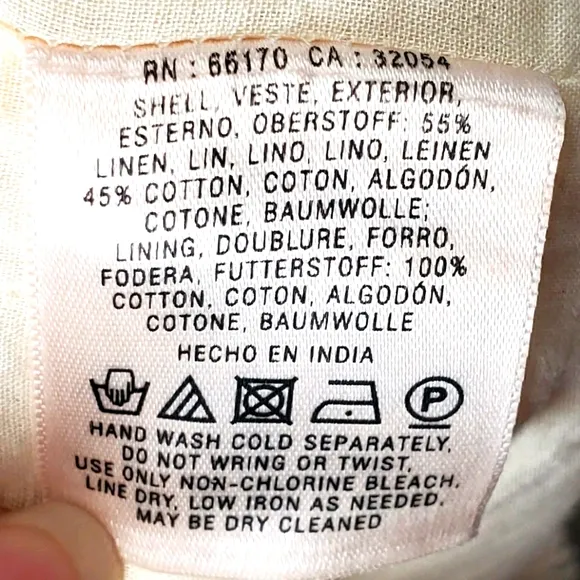 RN : 66170 CA : 32054
SHELL, VESTE, EXTERIOR,
ESTERNO, OBERSTOFF: 55%
LINEN, LIN, LINO, LINO, LEINEN
45% COTTON, COTON, ALGODÓN,
COTONE, BAUMWOLLE;
LINING, DOUBLURE, FORRO,
FODERA, FUTTERSTOFF: 100%
COTTON, COTON, ALGODÓN,
COTONE, BAUMWOLLE
HECHO EN INDIA
P
HAND WASH COLD SEPARATELY.
DO NOT WRING OR TWIST.
USE ONLY NON-CHLORINE BLEACH.
LINE DRY, LOW IRON AS NEEDED.
MAY BE DRY CLEANED